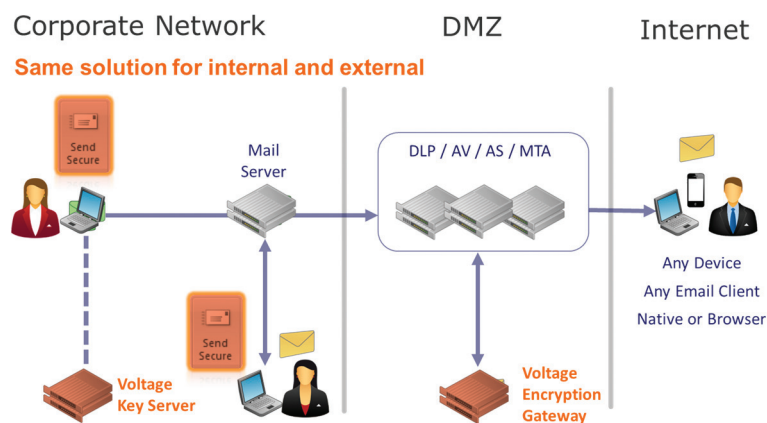 Corporate Network
DMZ
Internet
Same solution for internal and external
Send
Secure
Mail
Server
DLP / AV / AS / MTA
Any Device
Any Email Client
Native or Browser
Send
Secure
Voltage
Key Server
Voltage
Encryption
Gateway